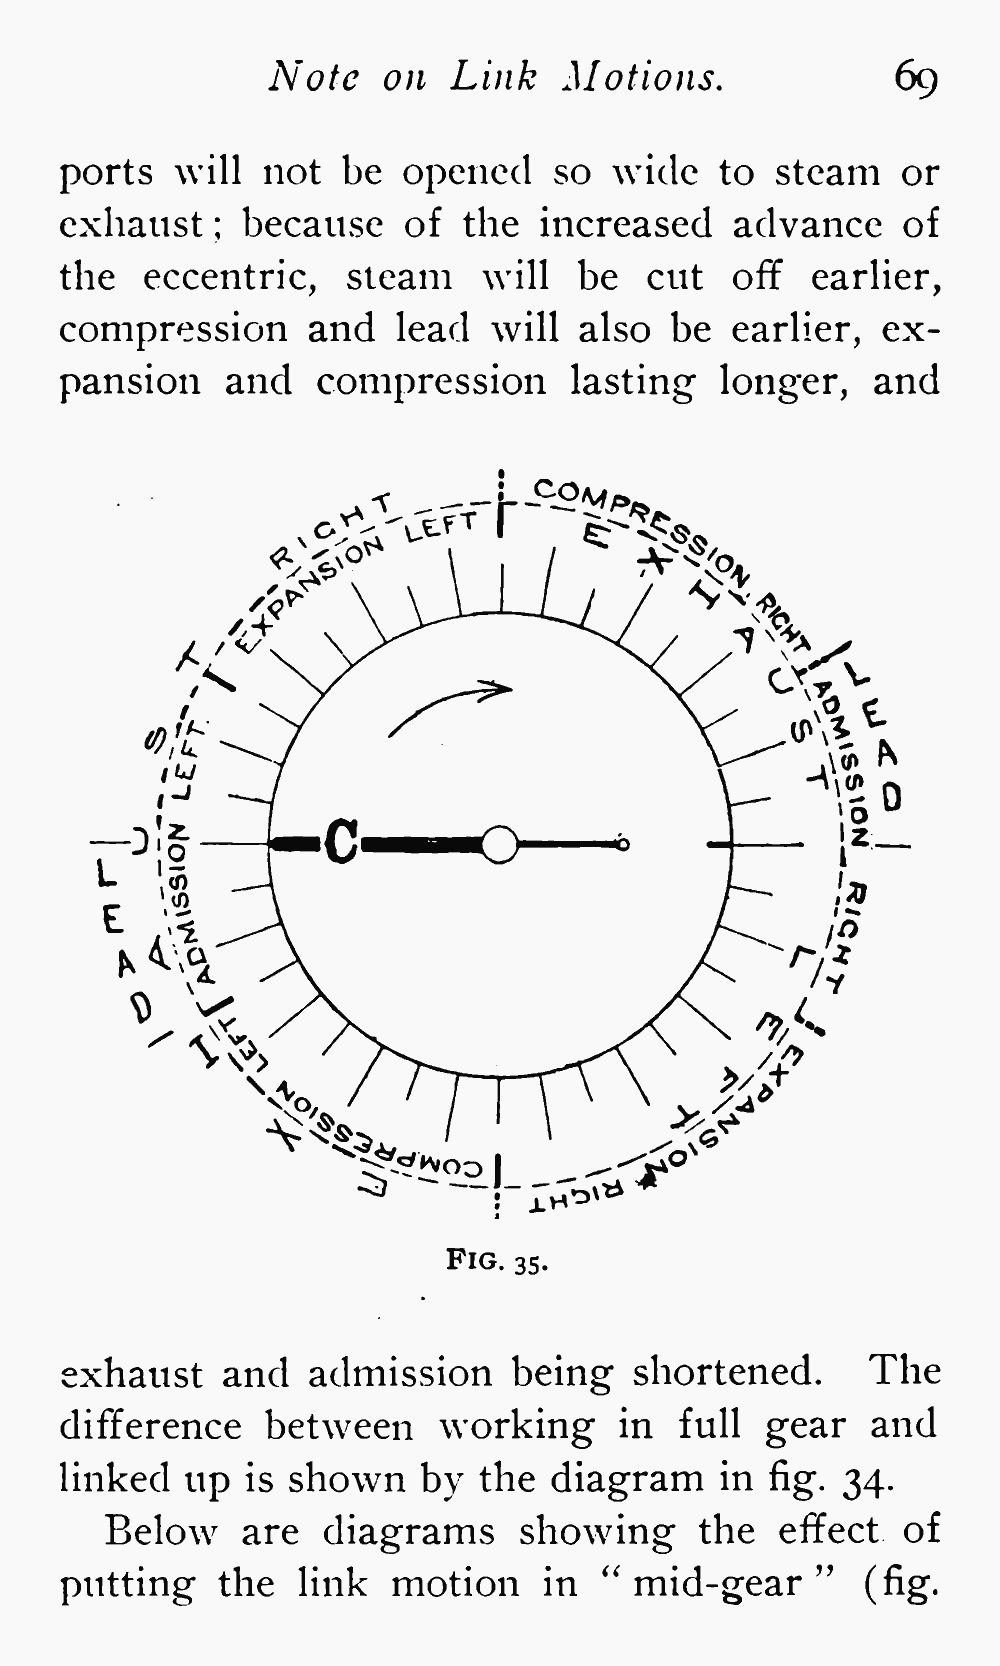 Note on Link Motions. 69
ports will not be opened so wide to steam or
exhaust; because of the increased advance of
the eccentric, steam will be cut off earlier,
compression and lead will also be earlier, ex-
pansion and compression lasting longer, and
COMPRESSION RIGHT
EXHAUST
LEAD
ADMISSION RIGHT
EXPANSION RIGHT
LEFT
COMPRESSION LEFT
LEAD
ADMISSION LEFT
EXHAUST
EXPANSION LEFT
RIGHT
C
FIG. 35.
exhaust and admission being shortened. The
difference between working in full gear and
linked up is shown by the diagram in fig. 34.
Below are diagrams showing the effect of
putting the link motion in “ mid-gear ” (fig.